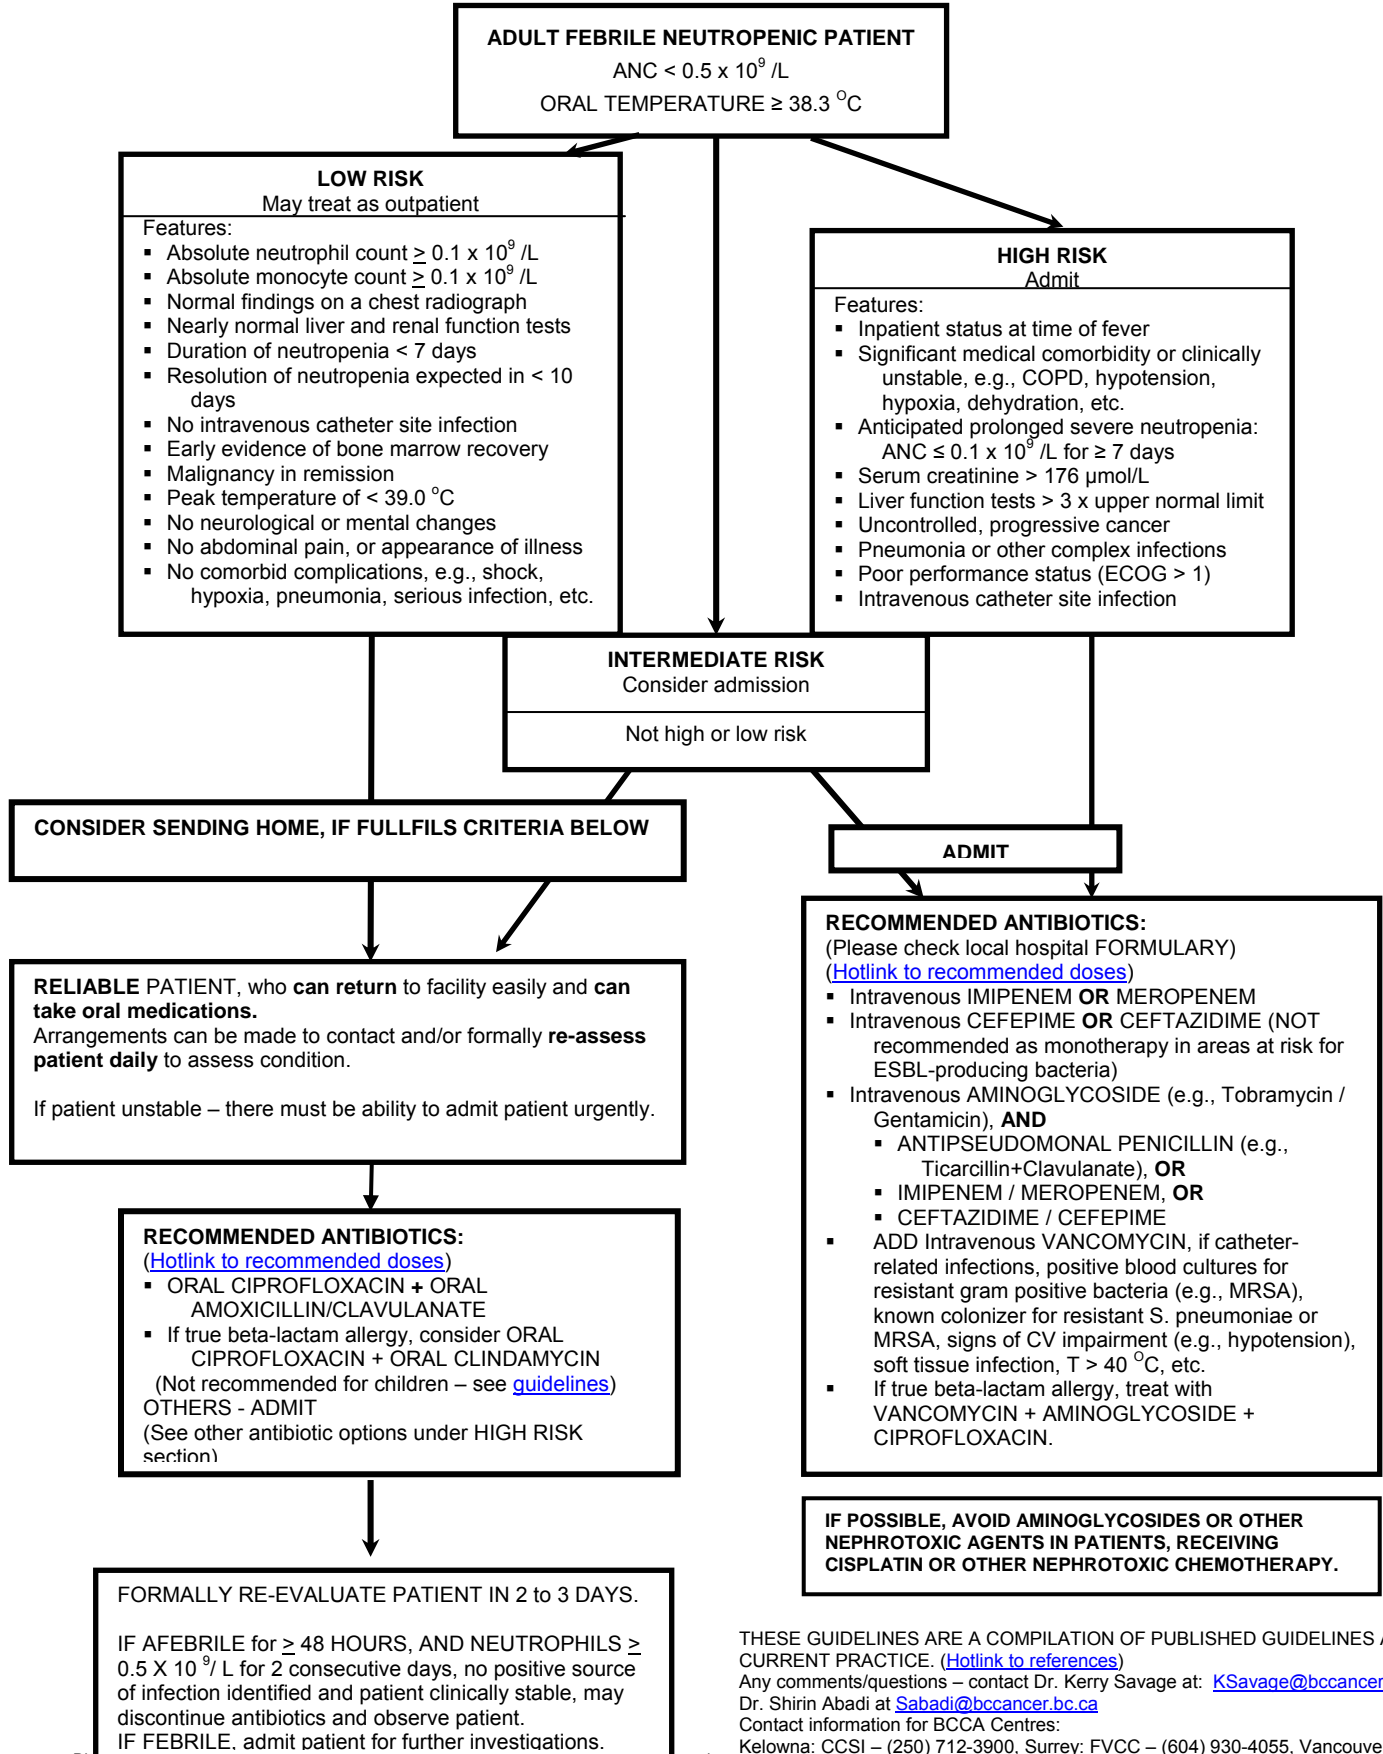 ADULT FEBRILE NEUTROPENIC PATIENT
ANC < 0.5 x 10⁹ /L
ORAL TEMPERATURE ≥ 38.3 ᴼC
LOW RISK
May treat as outpatient
Features:
▪ Absolute neutrophil count ≥ 0.1 x 10⁹ /L
▪ Absolute monocyte count ≥ 0.1 x 10⁹ /L
▪ Normal findings on a chest radiograph
▪ Nearly normal liver and renal function tests
▪ Duration of neutropenia < 7 days
▪ Resolution of neutropenia expected in < 10
days
▪ No intravenous catheter site infection
▪ Early evidence of bone marrow recovery
▪ Malignancy in remission
▪ Peak temperature of < 39.0 ᵒC
▪ No neurological or mental changes
▪ No abdominal pain, or appearance of illness
▪ No comorbid complications, e.g., shock,
hypoxia, pneumonia, serious infection, etc.
HIGH RISK
Admit
Features:
▪ Inpatient status at time of fever
▪ Significant medical comorbidity or clinically
unstable, e.g., COPD, hypotension,
hypoxia, dehydration, etc.
▪ Anticipated prolonged severe neutropenia:
ANC ≤ 0.1 x 10⁹ /L for ≥ 7 days
▪ Serum creatinine > 176 µmol/L
▪ Liver function tests > 3 x upper normal limit
▪ Uncontrolled, progressive cancer
▪ Pneumonia or other complex infections
▪ Poor performance status (ECOG > 1)
▪ Intravenous catheter site infection
INTERMEDIATE RISK
Consider admission
Not high or low risk
CONSIDER SENDING HOME, IF FULLFILS CRITERIA BELOW
ADMIT
RELIABLE PATIENT, who can return to facility easily and can
take oral medications.
Arrangements can be made to contact and/or formally re-assess
patient daily to assess condition.
If patient unstable – there must be ability to admit patient urgently.
RECOMMENDED ANTIBIOTICS:
(Please check local hospital FORMULARY)
(Hotlink to recommended doses)
▪ Intravenous IMIPENEM OR MEROPENEM
▪ Intravenous CEFEPIME OR CEFTAZIDIME (NOT
recommended as monotherapy in areas at risk for
ESBL-producing bacteria)
▪ Intravenous AMINOGLYCOSIDE (e.g., Tobramycin /
Gentamicin), AND
▪ ANTIPSEUDOMONAL PENICILLIN (e.g.,
Ticarcillin+Clavulanate), OR
▪ IMIPENEM / MEROPENEM, OR
▪ CEFTAZIDIME / CEFEPIME
▪ ADD Intravenous VANCOMYCIN, if catheter-
related infections, positive blood cultures for
resistant gram positive bacteria (e.g., MRSA),
known colonizer for resistant S. pneumoniae or
MRSA, signs of CV impairment (e.g., hypotension),
soft tissue infection, T > 40 ᴼC, etc.
▪ If true beta-lactam allergy, treat with
VANCOMYCIN + AMINOGLYCOSIDE +
CIPROFLOXACIN.
RECOMMENDED ANTIBIOTICS:
(Hotlink to recommended doses)
▪ ORAL CIPROFLOXACIN + ORAL
AMOXICILLIN/CLAVULANATE
▪ If true beta-lactam allergy, consider ORAL
CIPROFLOXACIN + ORAL CLINDAMYCIN
(Not recommended for children – see guidelines)
OTHERS - ADMIT
(See other antibiotic options under HIGH RISK
section)
IF POSSIBLE, AVOID AMINOGLYCOSIDES OR OTHER
NEPHROTOXIC AGENTS IN PATIENTS, RECEIVING
CISPLATIN OR OTHER NEPHROTOXIC CHEMOTHERAPY.
FORMALLY RE-EVALUATE PATIENT IN 2 to 3 DAYS.
IF AFEBRILE for ≥ 48 HOURS, AND NEUTROPHILS ≥
0.5 X 10 ⁹/ L for 2 consecutive days, no positive source
of infection identified and patient clinically stable, may
discontinue antibiotics and observe patient.
IF FEBRILE, admit patient for further investigations.
THESE GUIDELINES ARE A COMPILATION OF PUBLISHED GUIDELINES
CURRENT PRACTICE. (Hotlink to references)
Any comments/questions – contact Dr. Kerry Savage at: KSavage@bccancer
Dr. Shirin Abadi at Sabadi@bccancer.bc.ca
Contact information for BCCA Centres:
Kelowna: CCSI – (250) 712-3900, Surrey: FVCC – (604) 930-4055, Vancouve